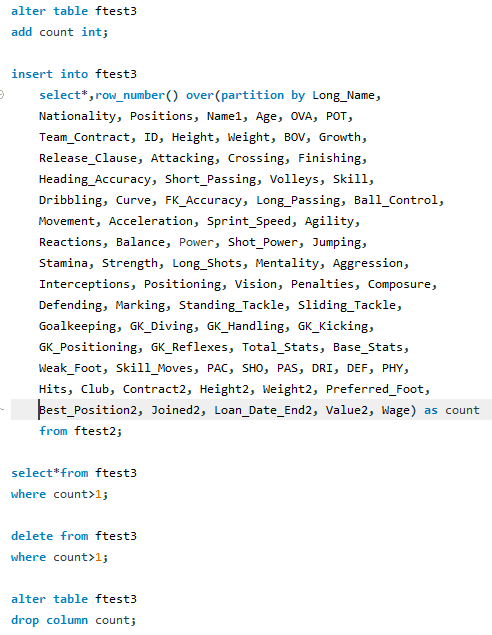 alter table ftest3
add count int;
insert into ftest3
select*,row_number() over(partition by Long_Name,
Nationality, Positions, Name1, Age, OVA, POT,
Team_Contract, ID, Height, Weight, BOV, Growth,
Release_Clause, Attacking, Crossing, Finishing,
Heading_Accuracy, Short_Passing, Volleys, Skill,
Dribbling, Curve, FK_Accuracy, Long_Passing, Ball_Control,
Movement, Acceleration, Sprint_Speed, Agility,
Reactions, Balance, Power, Shot_Power, Jumping,
Stamina, Strength, Long_Shots, Mentality, Aggression,
Interceptions, Positioning, Vision, Penalties, Composure,
Defending, Marking, Standing_Tackle, Sliding_Tackle,
Goalkeeping, GK_Diving, GK_Handling, GK_Kicking,
GK_Positioning, GK_Reflexes, Total_Stats, Base_Stats,
Weak_Foot, Skill_Moves, PAC, SHO, PAS, DRI, DEF, PHY,
Hits, Club, Contract2, Height2, Weight2, Preferred_Foot,
Best_Position2, Joined2, Loan_Date_End2, Value2, Wage) as count
from ftest2;
select*from ftest3
where count>1;
delete from ftest3
where count>1;
alter table ftest3
drop column count;